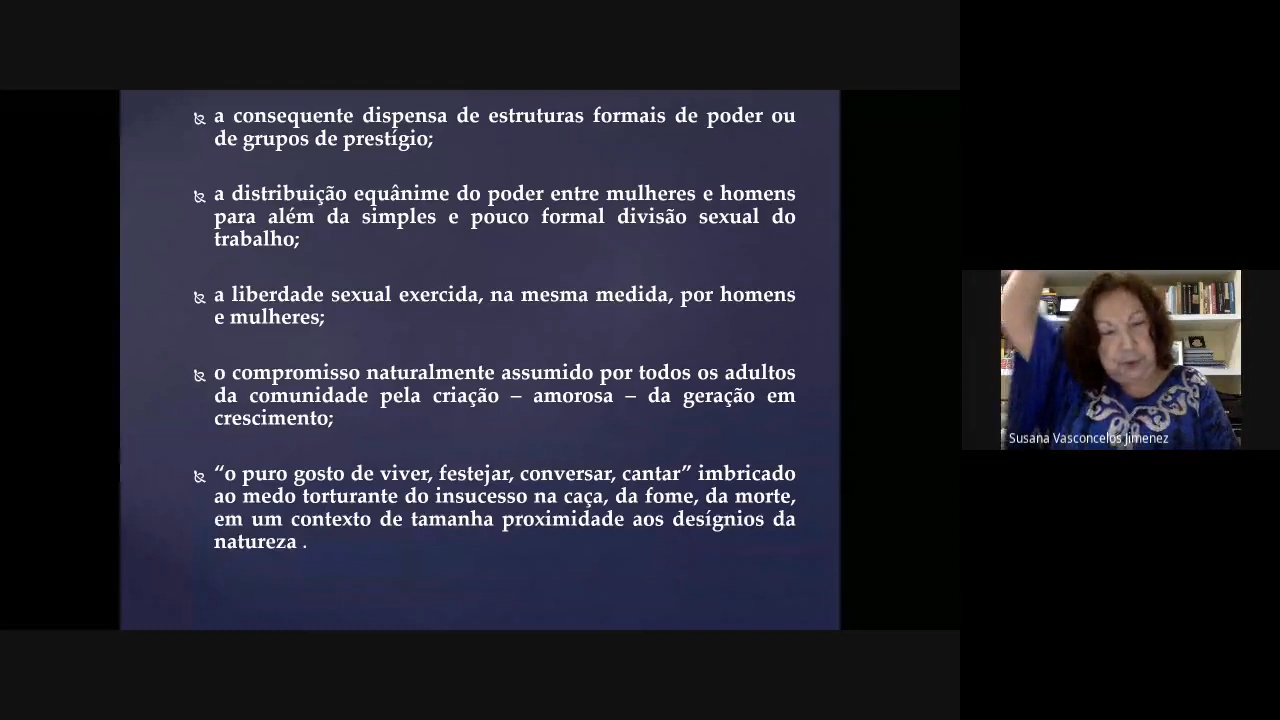 a consequente dispensa de estruturas formais de poder ou
de grupos de prestígio;
a distribuição equânime do poder entre mulheres e homens
para além da simples e pouco formal divisão sexual do
trabalho;
a liberdade sexual exercida, na mesma medida, por homens
e mulheres;
o compromisso naturalmente assumido por todos os adultos
da comunidade pela criação – amorosa – da geração em
crescimento;
“o puro gosto de viver, festejar, conversar, cantar” imbricado
ao medo torturante do insucesso na caça, da fome, da morte,
em um contexto de tamanha proximidade aos desígnios da
natureza .
Susana Vasconcelos Jimenez